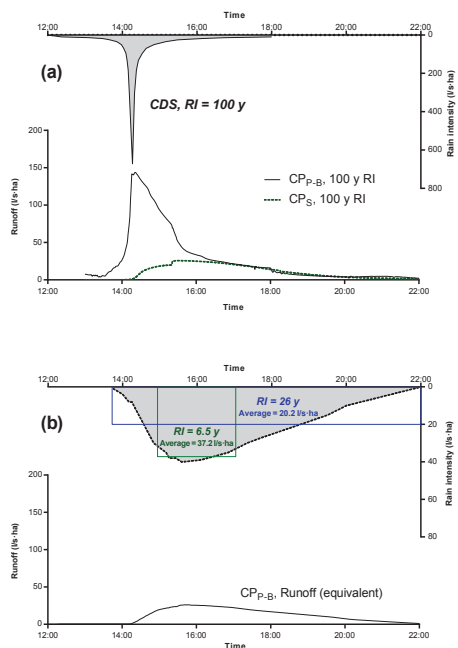 Time
12:00 14:00 16:00 18:00 20:00 22:00
0
200
400
600
800
Rain intensity (l/s·ha)
(a)
CDS, RI = 100 y
CPP-B, 100 y RI
CPS, 100 y RI
200
150
100
50
0
Runoff (l/s·ha)
12:00 14:00 16:00 18:00 20:00 22:00
Time
Time
12:00 14:00 16:00 18:00 20:00 22:00
0
20
40
60
80
Rain intensity (l/s·ha)
(b)
RI = 26 y
Average = 20.2 l/s·ha
RI = 6.5 y
Average = 37.2 l/s·ha
200
150
100
50
0
Runoff (l/s·ha)
CPP-B, Runoff (equivalent)
12:00 14:00 16:00 18:00 20:00 22:00
Time